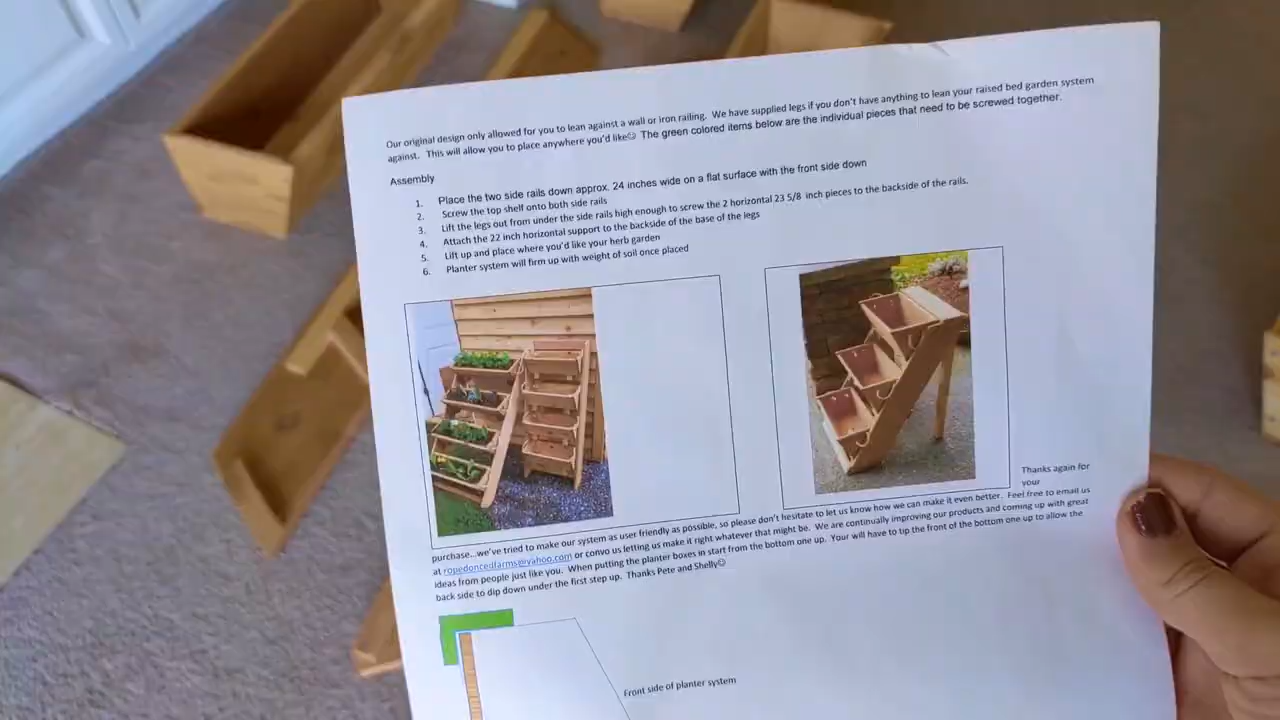 Our original design only allowed for you to lean against a wall or iron railing. We have supplied legs if you don't have anything to lean your raised bed garden system
against. This will allow you to place anywhere you'd like☺ The green colored items below are the individual pieces that need to be screwed together.
Assembly
1. Place the two side rails down approx. 24 inches wide on a flat surface with the front side down
2. Screw the top shelf onto both side rails
3. Lift the legs out from under the side rails high enough to screw the 2 horizontal 23 5/8 inch pieces to the backside of the rails.
4. Attach the 22 inch horizontal support to the backside of the base of the legs
5. Lift up and place where you'd like your herb garden
6. Planter system will firm up with weight of soil once placed
Thanks again for
your
purchase...we've tried to make our system as user friendly as possible, so please don't hesitate to let us know how we can make it even better. Feel free to email us
at ropedoncedfarms@yahoo.com or convo us letting us make it right whatever that might be. We are continually improving our products and coming up with great
ideas from people just like you. When putting the planter boxes in start from the bottom one up. Your will have to tip the front of the bottom one up to allow the
back side to dip down under the first step up. Thanks Pete and Shelly☺
Front side of planter system